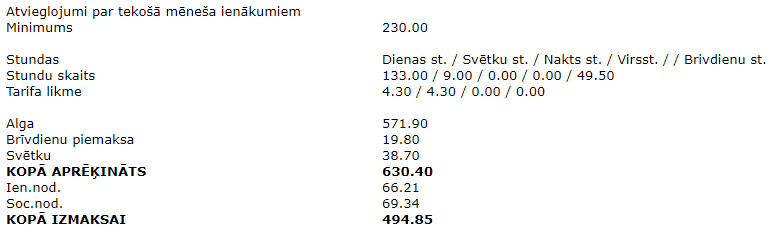 Atvieglojumi par tekošā mēneša ienākumiem
Minimums 230.00
Stundas Dienas st. / Svētku st. / Nakts st. / Virsst. / / Brivdienu st.
Stundu skaits 133.00 / 9.00 / 0.00 / 0.00 / 49.50
Tarifa likme 4.30 / 4.30 / 0.00 / 0.00
Alga 571.90
Brīvdienu piemaksa 19.80
Svētku 38.70
KOPĀ APRĒĶINĀTS 630.40
Ien.nod. 66.21
Soc.nod. 69.34
KOPĀ IZMAKSAI 494.85